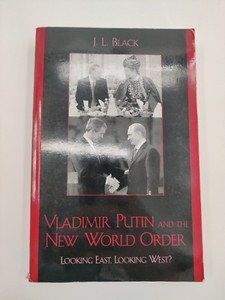 J. L. BLACK
VLADIMIR PUTIN AND THE
NEW WORLD ORDER
LOOKING EAST, LOOKING WEST?